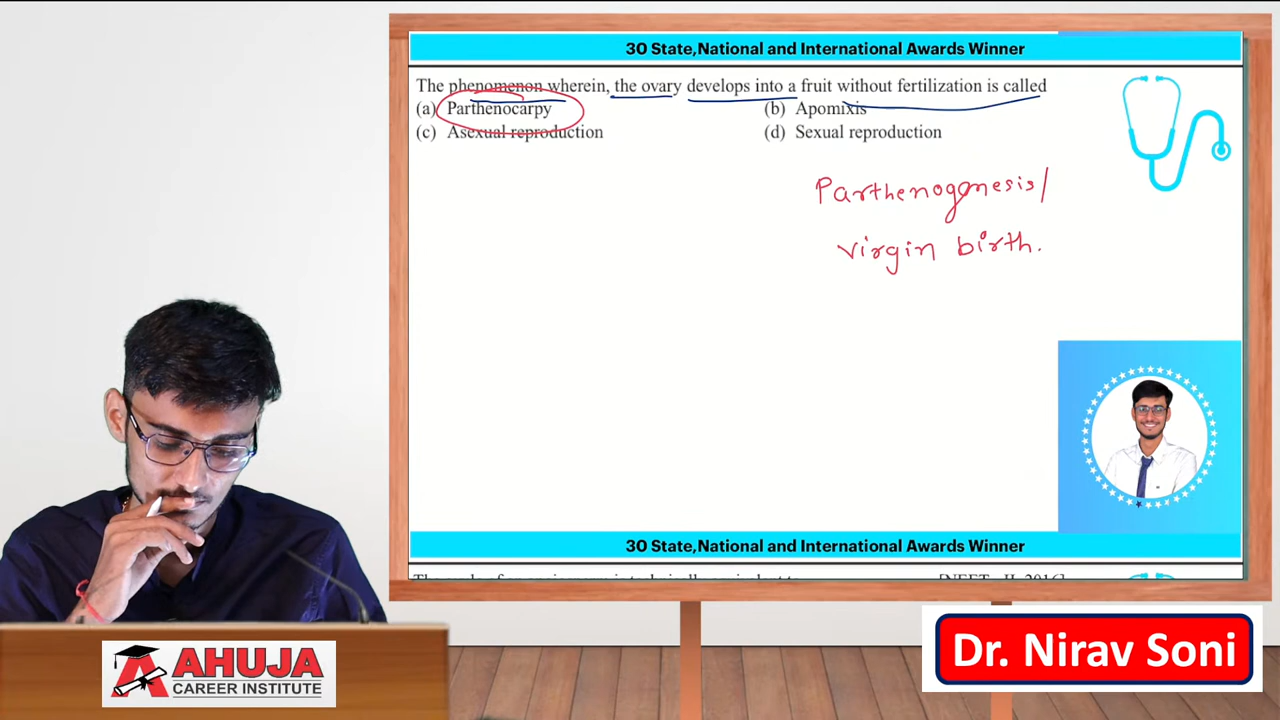 30 State,National and International Awards Winner
The phenomenon wherein, the ovary develops into a fruit without fertilization is called
(a) Parthenocarpy (b) Apomixis
(c) Asexual reproduction (d) Sexual reproduction
Parthenogenesis/
virgin birth.
30 State,National and International Awards Winner
Dr. Nirav Soni
AHUJA
CAREER INSTITUTE